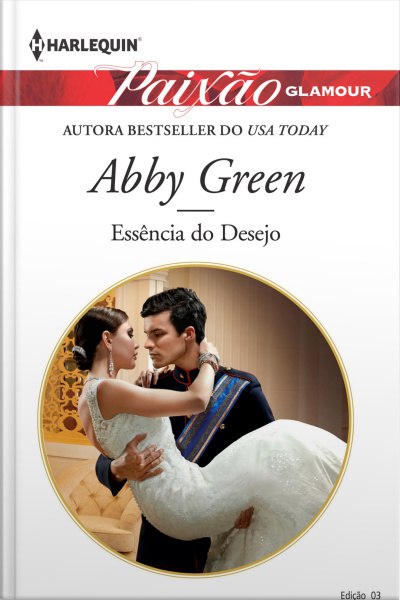 HARLEQUIN®
Paixão GLAMOUR
AUTORA BESTSELLER DO USA TODAY
Abby Green
Essência do Desejo
Edição 03